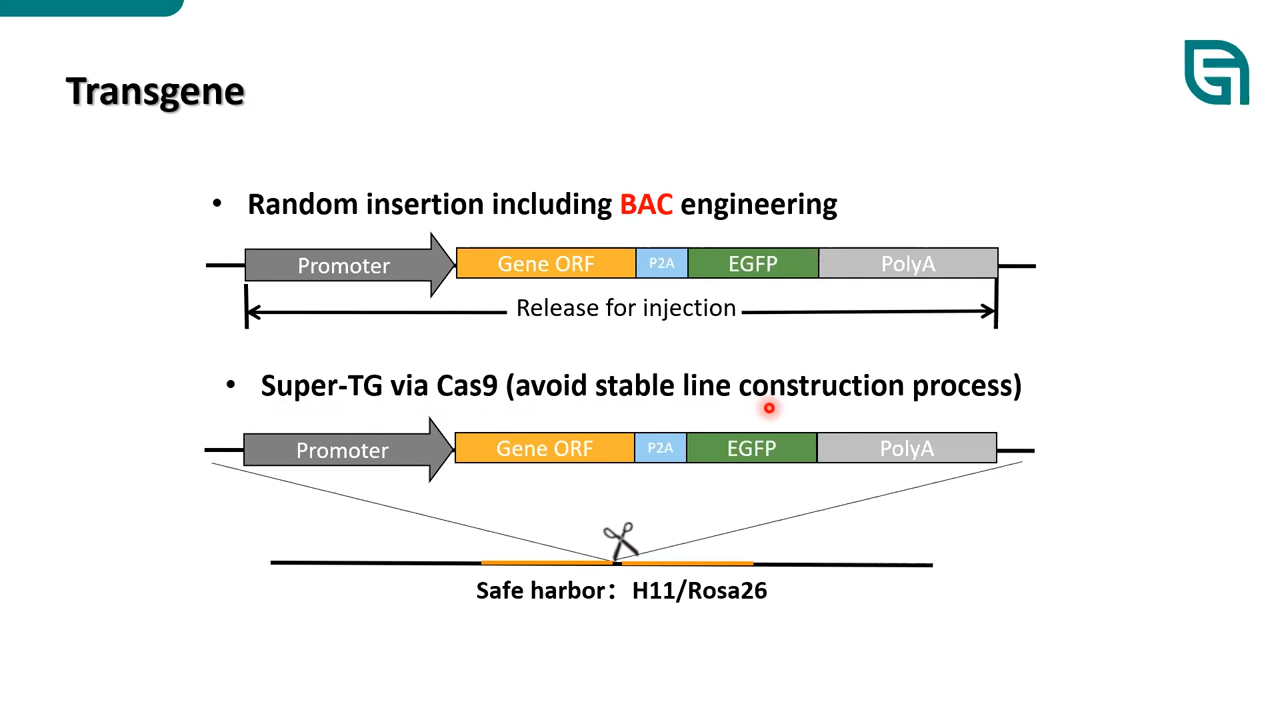 Transgene
• Random insertion including BAC engineering
Promoter Gene ORF P2A EGFP PolyA
Release for injection
• Super-TG via Cas9 (avoid stable line construction process)
Promoter Gene ORF P2A EGFP PolyA
Safe harbor： H11/Rosa26